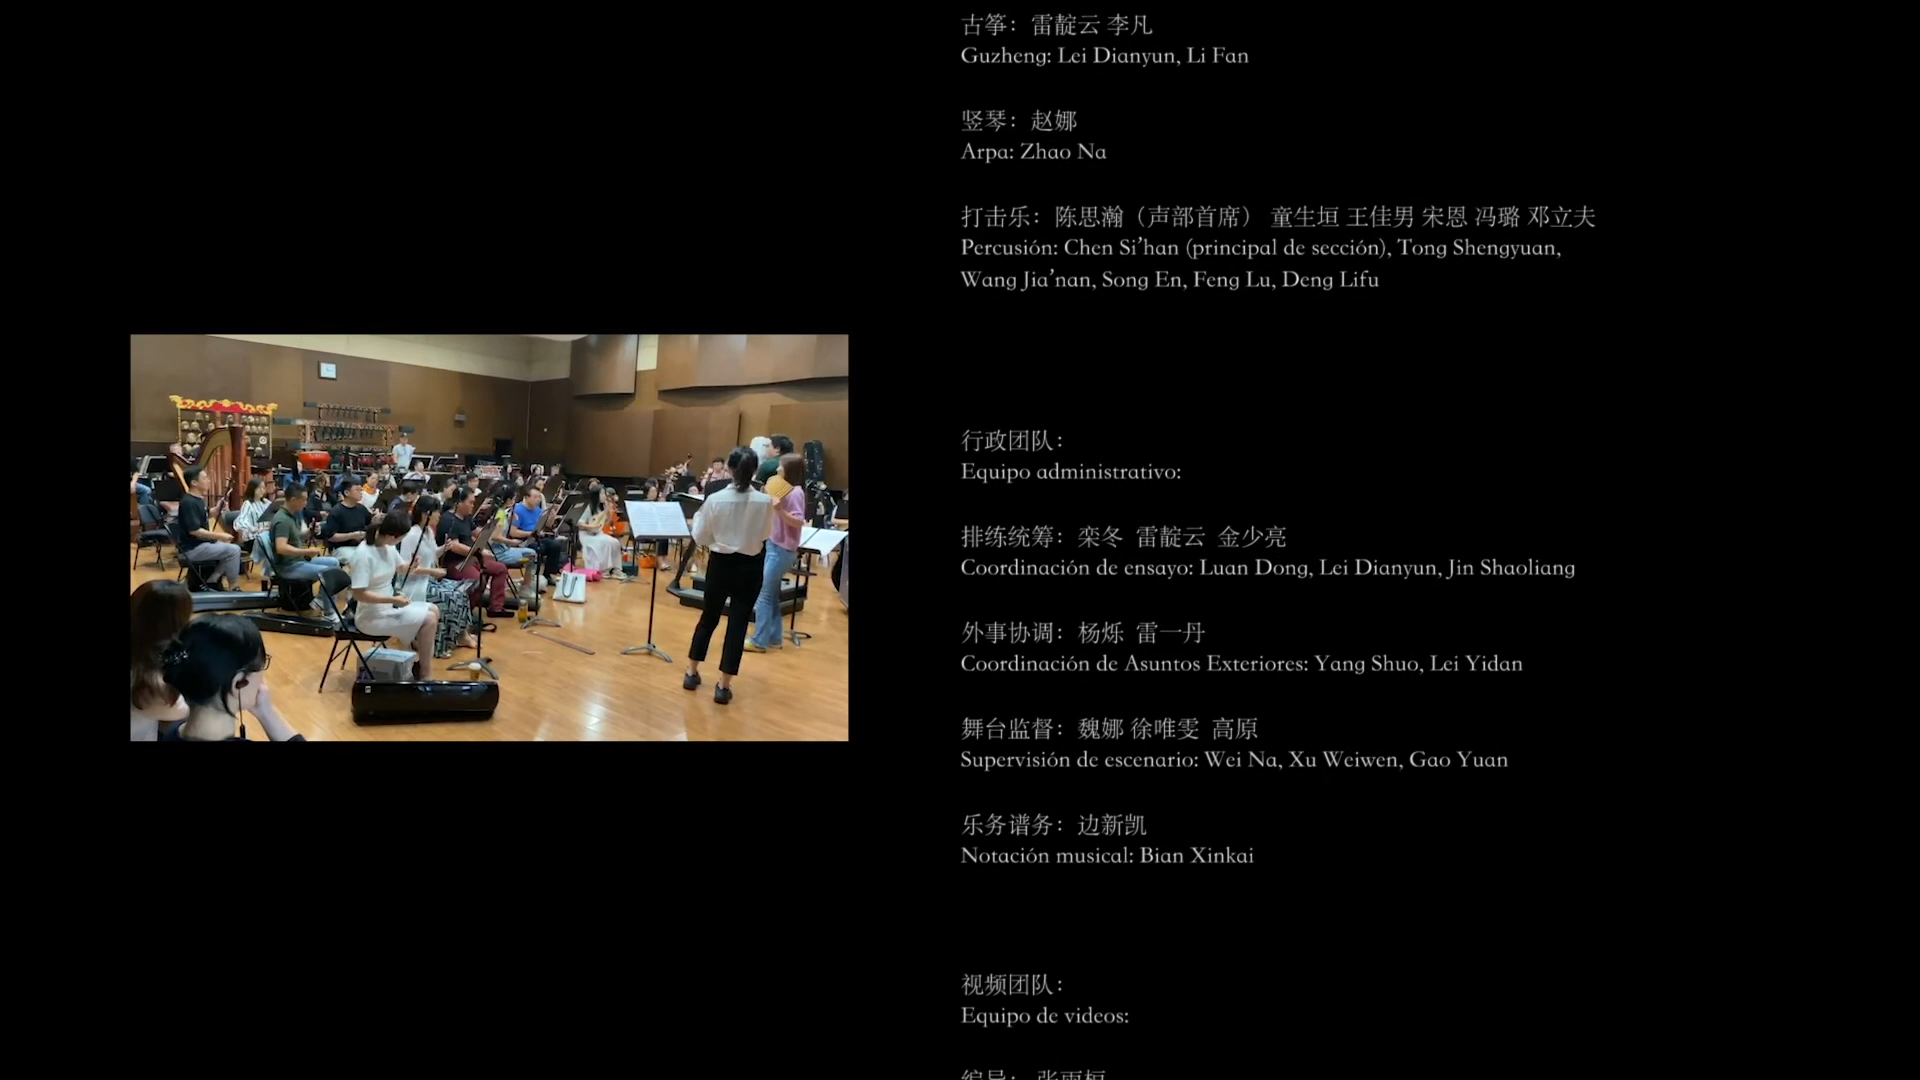 古筝：雷靛云 李凡
Guzheng: Lei Dianyun, Li Fan
竖琴：赵娜
Arpa: Zhao Na
打击乐：陈思瀚（声部首席） 童生垣 王佳男 宋恩 冯璐 邓立夫
Percusión: Chen Si’han (principal de sección), Tong Shengyuan,
Wang Jia’nan, Song En, Feng Lu, Deng Lifu
行政团队：
Equipo administrativo:
排练统筹：栾冬 雷靛云 金少亮
Coordinación de ensayo: Luan Dong, Lei Dianyun, Jin Shaoliang
外事协调：杨烁 雷一丹
Coordinación de Asuntos Exteriores: Yang Shuo, Lei Yidan
舞台监督：魏娜 徐唯雯 高原
Supervisión de escenario: Wei Na, Xu Weiwen, Gao Yuan
乐务谱务：边新凯
Notación musical: Bian Xinkai
视频团队：
Equipo de videos: